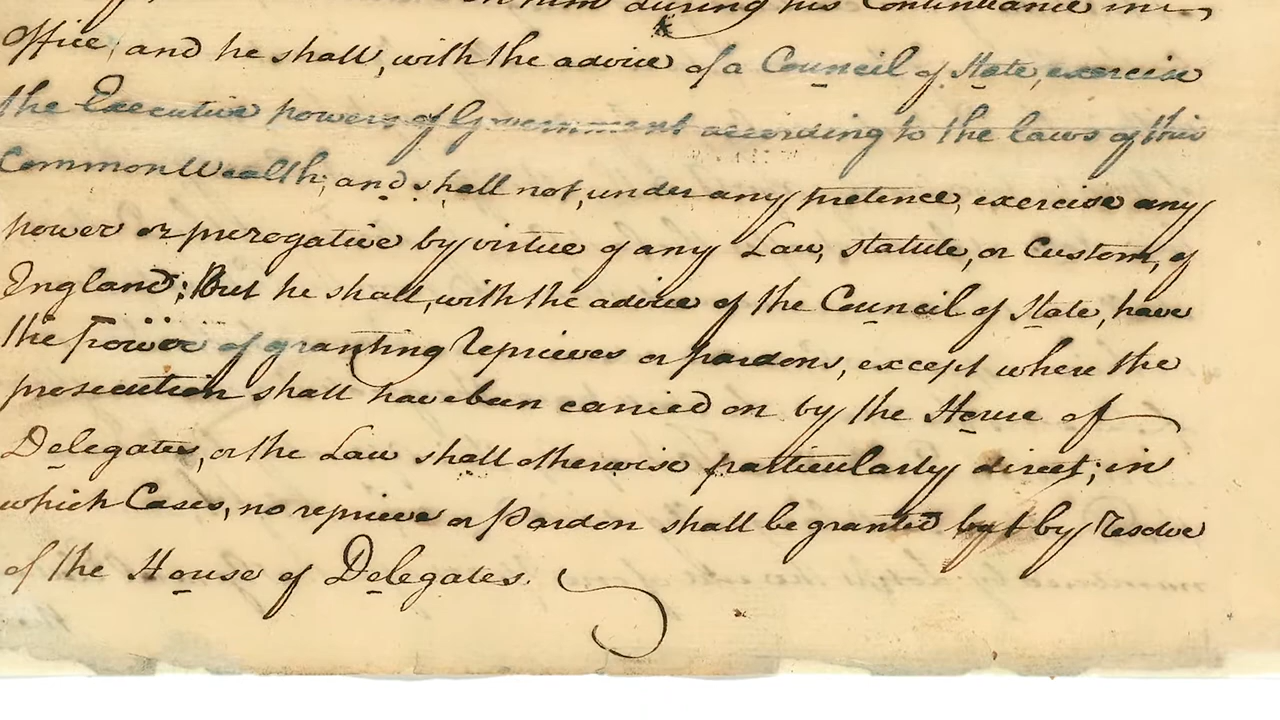 him during his Continuance in
Office, and he shall, with the advice of a Council of State, exercise
the Executive powers of Government according to the laws of this
CommonWealth; and shall not, under any pretence, exercise any
power or prerogative by virtue of any Law, statute, or Custom, of
England; But he shall, with the advice of the Council of State, have
the Power of granting reprieves or pardons, except where the
prosecution shall have been carried on by the House of
Delegates, or the Law shall otherwise particularly direct; in
which Cases, no reprieve or Pardon shall be granted but by resolve
of the House of Delegates.